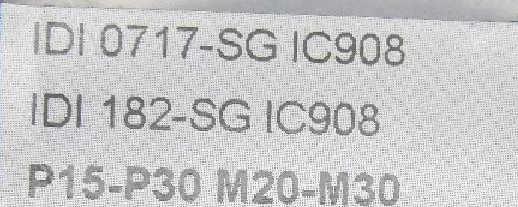 IDI 0717-SG IC908
IDI 182-SG IC908
P15-P30 M20-M30